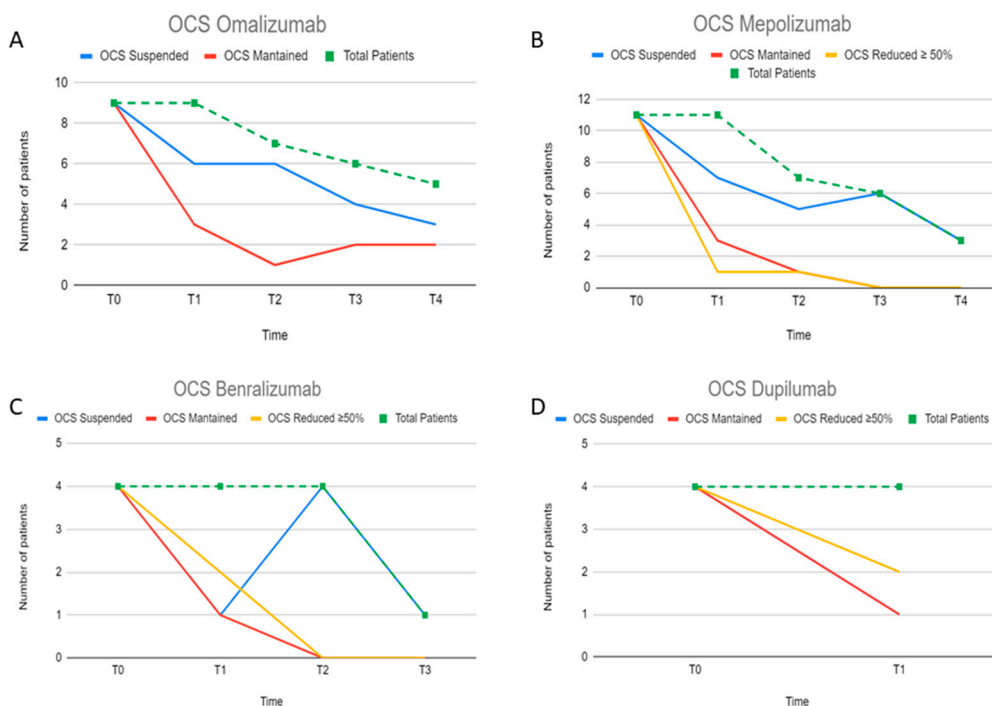 A
OCS Omalizumab
OCS Suspended OCS Mantained Total Patients
Number of patients
10
8
6
4
2
0
T0 T1 T2 T3 T4
Time
B
OCS Mepolizumab
OCS Suspended OCS Mantained OCS Reduced ≥ 50%
Total Patients
Number of patients
12
10
8
6
4
2
0
T0 T1 T2 T3 T4
Time
C
OCS Benralizumab
OCS Suspended OCS Mantained OCS Reduced ≥50% Total Patients
Number of patients
5
4
3
2
1
0
T0 T1 T2 T3
Time
D
OCS Dupilumab
OCS Suspended OCS Mantained OCS Reduced ≥50% Total Patients
Number of patients
5
4
3
2
1
0
T0 T1
Time